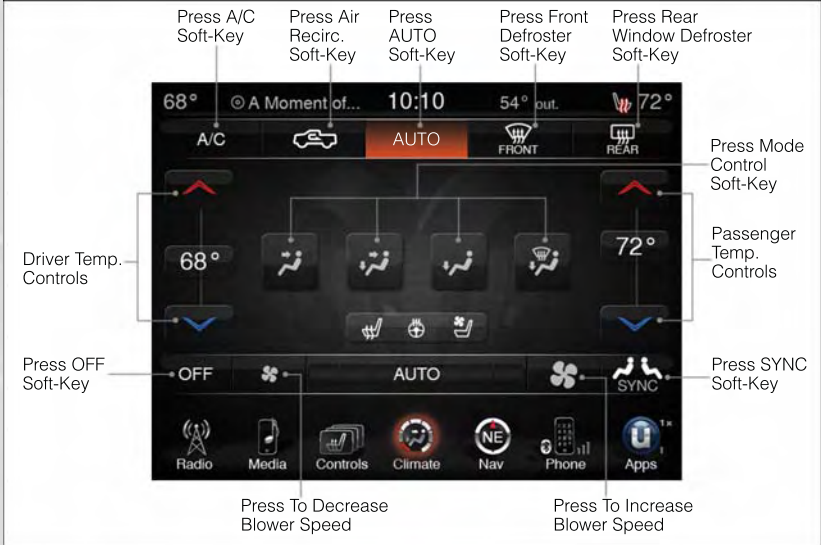 Press A/C
Soft-Key
Press Air
Recirc.
Soft-Key
Press
AUTO
Soft-Key
Press Front
Defroster
Soft-Key
Press Rear
Window Defroster
Soft-Key
68°
A Moment of...
10:10
54° out.
72°
A/C
AUTO
FRONT
REAR
Press Mode
Control
Soft-Key
Driver Temp.
Controls
68°
72°
Passenger
Temp.
Controls
Press OFF
Soft-Key
OFF
AUTO
SYNC
Press SYNC
Soft-Key
Radio
Media
Controls
Climate
NE
Nav
Phone
U
1x
Apps
Press To Decrease
Blower Speed
Press To Increase
Blower Speed